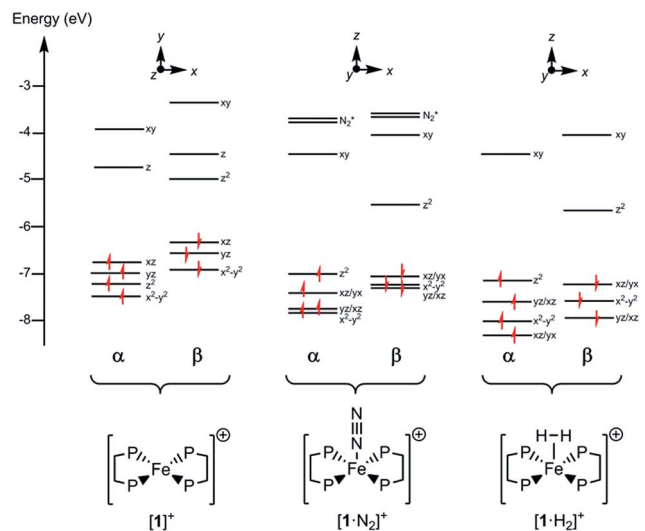 Energy (eV)
y
z
x
z
y
x
z
y
x
-3
-4
-5
-6
-7
-8
xy
z
xz
yz
z²
x²-y²
xy
z
z²
xz
yz
x²-y²
N₂*
xy
z²
xz/yx
yz/xz
x²-y²
N₂*
xy
z²
xz/yx
x²-y²
yz/xz
xy
z²
yz/xz
x²-y²
xz/yx
xy
z²
xz/yx
x²-y²
yz/xz
α
β
α
β
α
β
P
P
Fe
P
P
⊕
[1]⁺
N
N
P
P
Fe
P
P
⊕
[1·N₂]⁺
H-H
P
P
Fe
P
P
⊕
[1·H₂]⁺